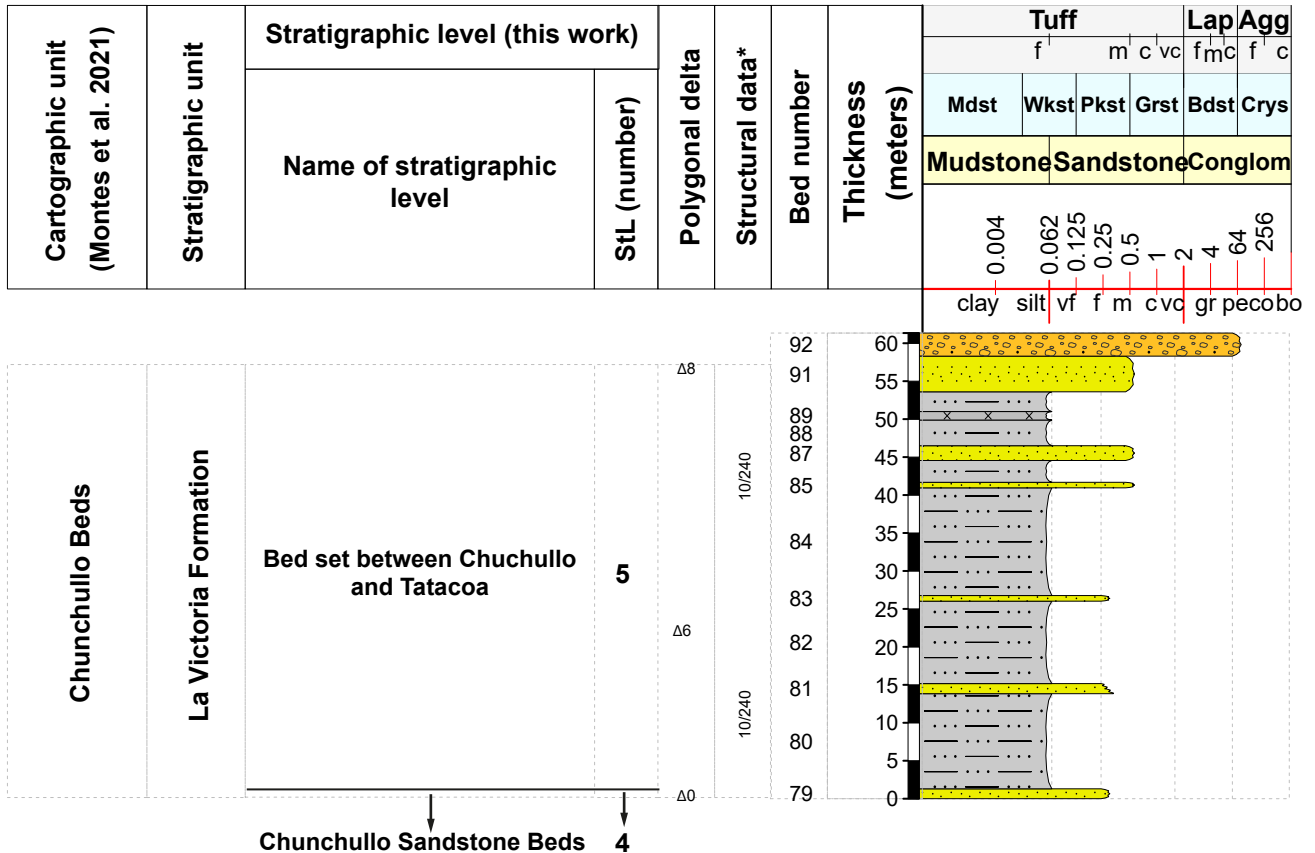 Cartographic unit
(Montes et al. 2021)
Stratigraphic unit
Stratigraphic level (this work)
Name of stratigraphic
level
StL (number)
Polygonal delta
Structural data*
Bed number
Thickness
(meters)
Tuff Lap Agg
f m c vc f m c f c
Mdst Wkst Pkst Grst Bdst Crys
Mudstone Sandstone Conglom
0.004 0.062 0.125 0.25 0.5 1 2 4 64 256
clay silt vf f m c vc gr pe co bo
Chunchullo Beds
La Victoria Formation
Bed set between Chuchullo
and Tatacoa
5
Δ8
Δ6
Δ0
10/240
10/240
92
91
89
88
87
85
84
83
82
81
80
79
60
55
50
45
40
35
30
25
20
15
10
5
0
Chunchullo Sandstone Beds 4